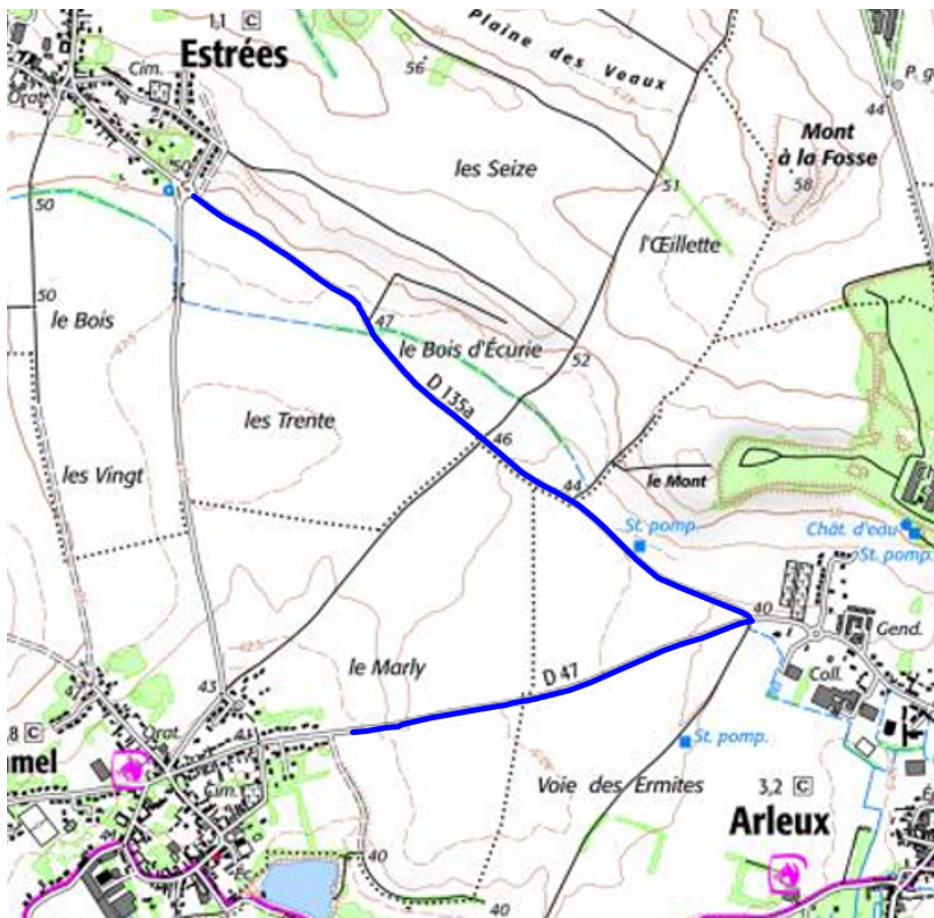 1,1 C
Estrées
Plaine des Veaux
Cim.
56
P. g
44
Orat.
Mont
à la Fosse
50
les Seize
58
51
50
l'Œillette
50
le Bois
47
le Bois d'Écurie
52
D 135a
les Trente
46
les Vingt
44
le Mont
St. pomp.
Chât. d'eau
St. pomp.
40
Gend.
le Marly
D 47
Coll.
47
43
8 C
Orat.
41
St. pomp.
mel
Cim.
Voie des Ermites
3,2 C
Arleux
40
40